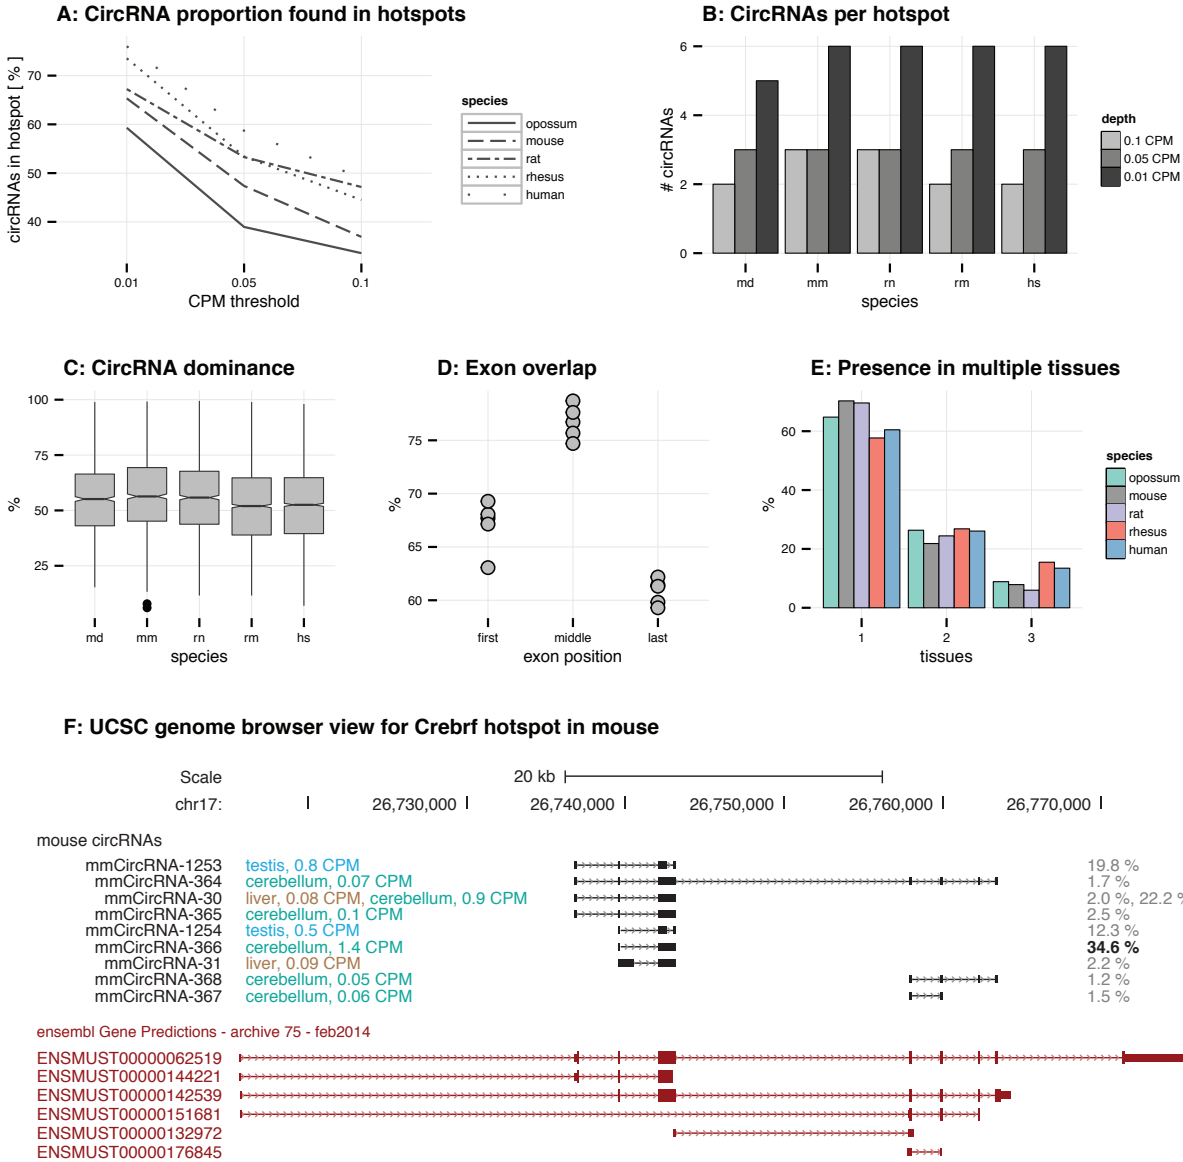 A: CircRNA proportion found in hotspots
circRNAs in hotspot [ % ]
70
60
50
40
0.01
0.05
0.1
CPM threshold
species
opossum
mouse
rat
rhesus
human
B: CircRNAs per hotspot
# circRNAs
6
4
2
0
md
mm
rn
rm
hs
species
depth
0.1 CPM
0.05 CPM
0.01 CPM
C: CircRNA dominance
%
100
75
50
25
md
mm
rn
rm
hs
species
D: Exon overlap
%
75
70
65
60
first
middle
last
exon position
E: Presence in multiple tissues
%
60
40
20
0
1
2
3
tissues
species
opossum
mouse
rat
rhesus
human
F: UCSC genome browser view for Crebrf hotspot in mouse
Scale 20 kb
chr17: 26,730,000 26,740,000 26,750,000 26,760,000 26,770,000
mouse circRNAs
mmCircRNA-1253 testis, 0.8 CPM 19.8 %
mmCircRNA-364 cerebellum, 0.07 CPM 1.7 %
mmCircRNA-30 liver, 0.08 CPM, cerebellum, 0.9 CPM 2.0 %, 22.2 %
mmCircRNA-365 cerebellum, 0.1 CPM 2.5 %
mmCircRNA-1254 testis, 0.5 CPM 12.3 %
mmCircRNA-366 cerebellum, 1.4 CPM 34.6 %
mmCircRNA-31 liver, 0.09 CPM 2.2 %
mmCircRNA-368 cerebellum, 0.05 CPM 1.2 %
mmCircRNA-367 cerebellum, 0.06 CPM 1.5 %
ensembl Gene Predictions - archive 75 - feb2014
ENSMUST00000062519
ENSMUST00000144221
ENSMUST00000142539
ENSMUST00000151681
ENSMUST00000132972
ENSMUST00000176845